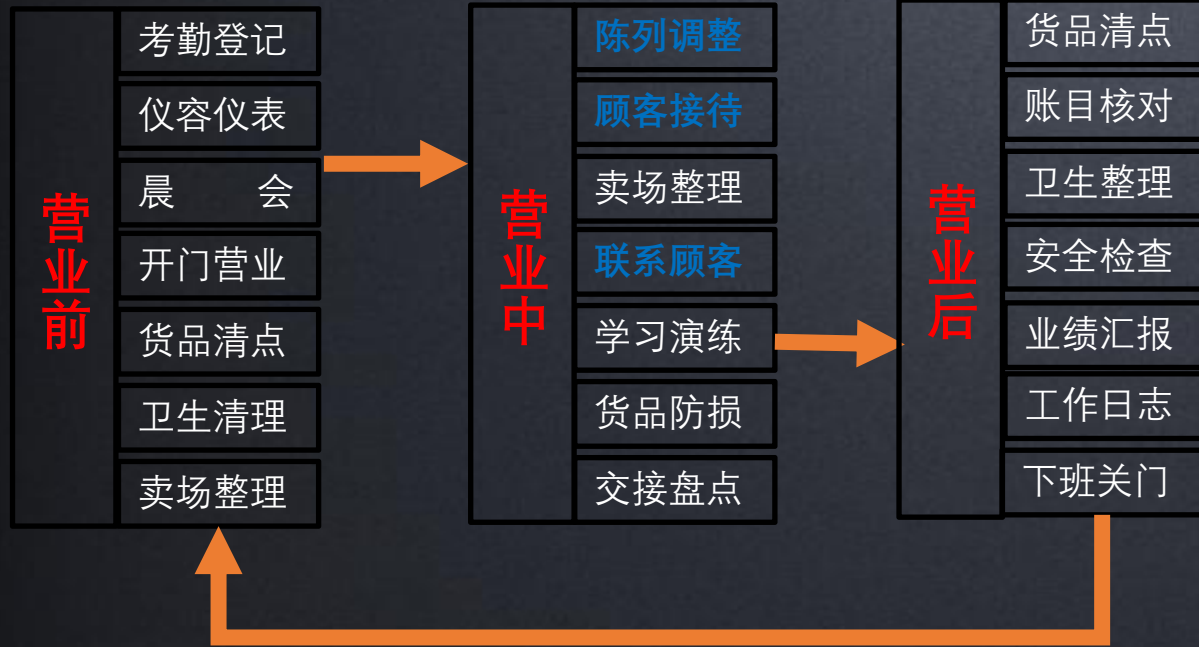 营业前
考勤登记
仪容仪表
晨 会
开门营业
货品清点
卫生清理
卖场整理
营业中
陈列调整
顾客接待
卖场整理
联系顾客
学习演练
货品防损
交接盘点
营业后
货品清点
账目核对
卫生整理
安全检查
业绩汇报
工作日志
下班关门